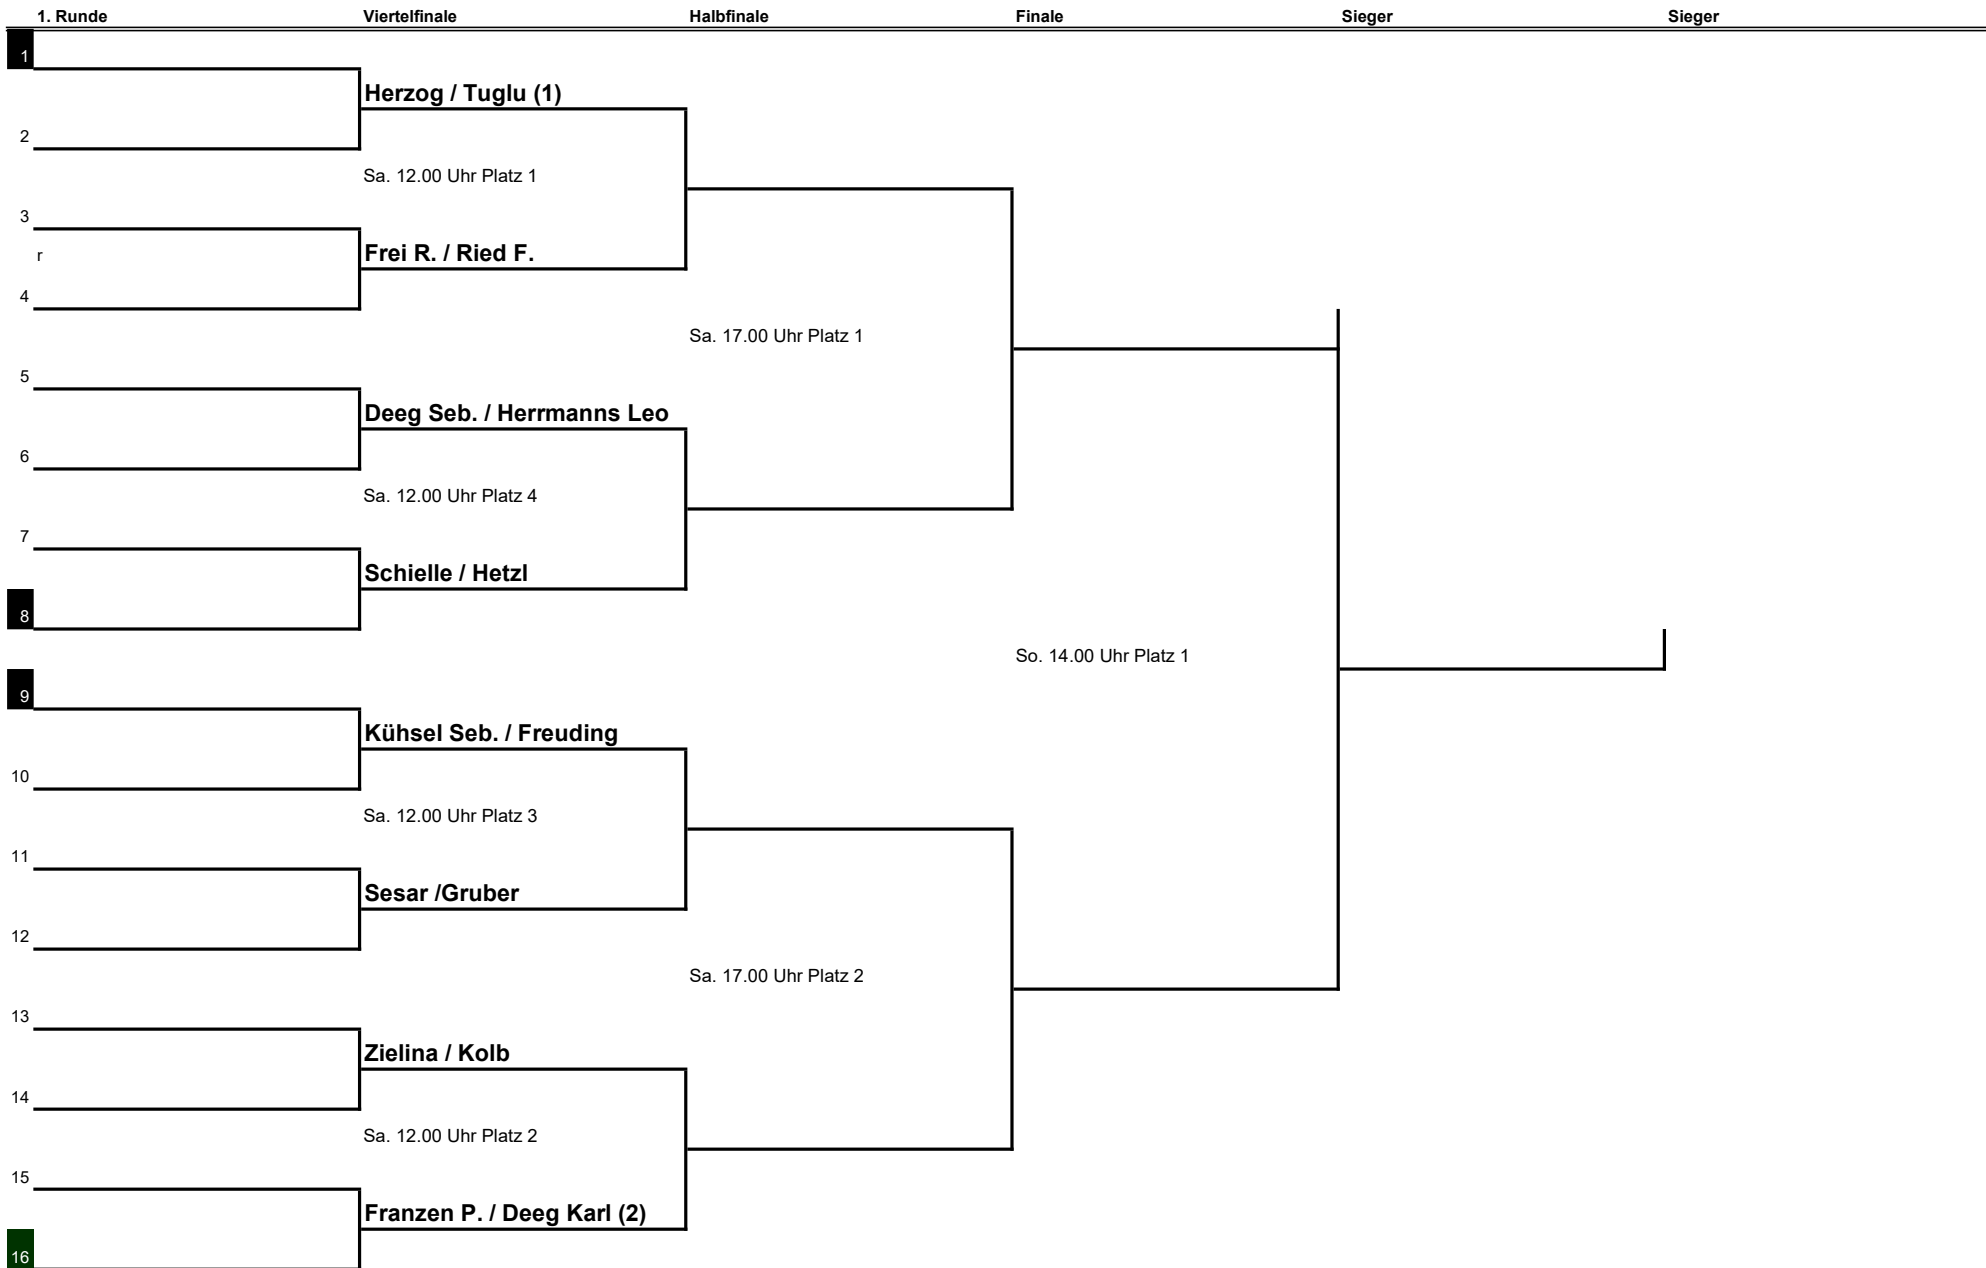 1. Runde Viertelfinale Halbfinale Finale Sieger Sieger
1
Herzog / Tuglu (1)
2
Sa. 12.00 Uhr Platz 1
3
r
Frei R. / Ried F.
4
Sa. 17.00 Uhr Platz 1
5
Deeg Seb. / Herrmanns Leo
6
Sa. 12.00 Uhr Platz 4
7
Schielle / Hetzl
8
So. 14.00 Uhr Platz 1
9
Kühsel Seb. / Freuding
10
Sa. 12.00 Uhr Platz 3
11
Sesar /Gruber
12
Sa. 17.00 Uhr Platz 2
13
Zielina / Kolb
14
Sa. 12.00 Uhr Platz 2
15
Franzen P. / Deeg Karl (2)
16